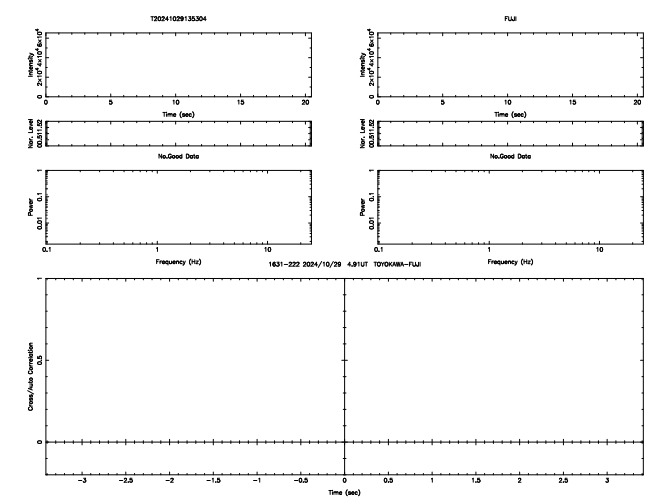 T20241029135304 FUJI
Intensity 0 2×10⁴ 4×10⁴ 6×10⁴ Intensity 0 2×10⁴ 4×10⁴ 6×10⁴
0 5 10 15 20 0 5 10 15 20
Time (sec) Time (sec)
Nor. Level 00.511.52 Nor. Level 00.511.52
No.Good Data No.Good Data
Power 0.01 0.1 1 Power 0.01 0.1 1
0.1 1 10 0.1 1 10
Frequency (Hz) Frequency (Hz)
1631-222 2024/10/29 4.91UT TOYOKAWA-FUJI
Cross/Auto Correlation 0 0.5 1
-3 -2.5 -2 -1.5 -1 -0.5 0 0.5 1 1.5 2 2.5 3
Time (sec)